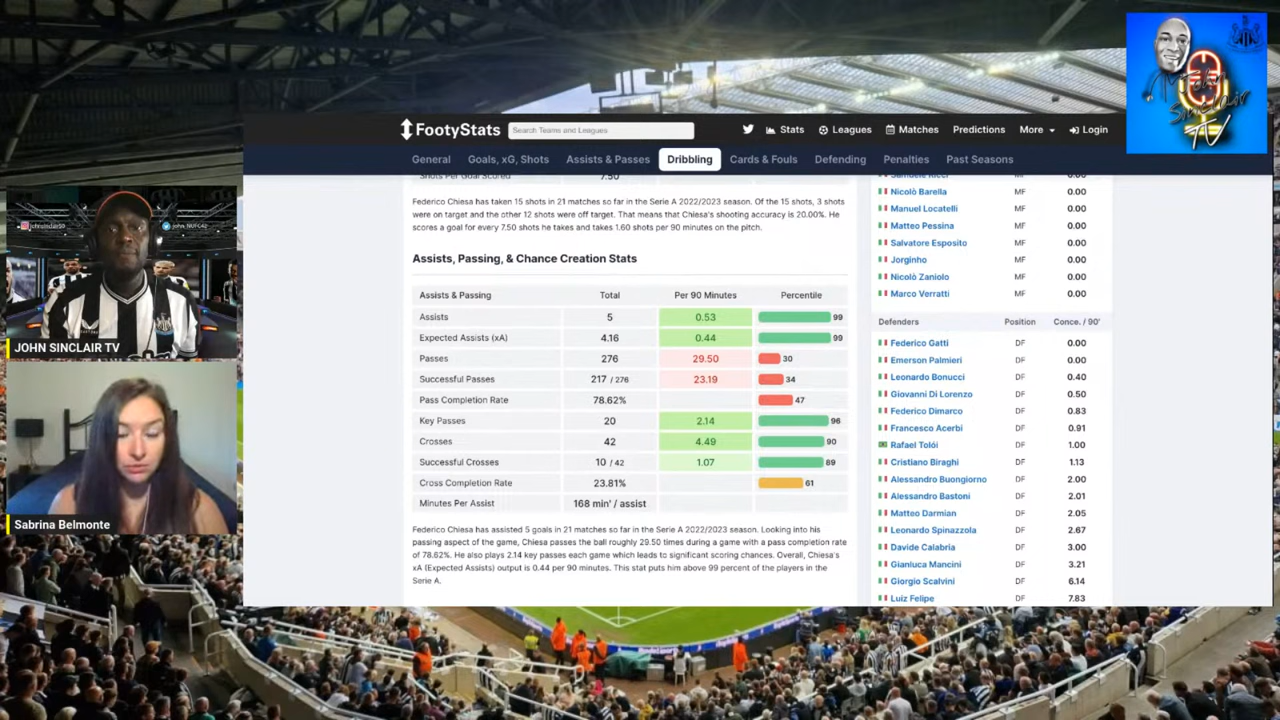 FootyStats
Search Teams and Leagues
Stats
Leagues
Matches
Predictions
More
Login
General
Goals, xG, Shots
Assists & Passes
Dribbling
Cards & Fouls
Defending
Penalties
Past Seasons
John Sinclair
TV
johnsinclair50
john_NUFC42
JOHN SINCLAIR TV
Sabrina Belmonte
Shots Per Goal Scored 7.50
Federico Chiesa has taken 15 shots in 21 matches so far in the Serie A 2022/2023 season. Of the 15 shots, 3 shots
were on target and the other 12 shots were off target. That means that Chiesa's shooting accuracy is 20.00%. He
scores a goal for every 7.50 shots he takes and takes 1.60 shots per 90 minutes on the pitch.
Assists, Passing, & Chance Creation Stats
Assists & Passing Total Per 90 Minutes Percentile
Assists 5 0.53 99
Expected Assists (xA) 4.16 0.44 99
Passes 276 29.50 30
Successful Passes 217 / 276 23.19 34
Pass Completion Rate 78.62% 47
Key Passes 20 2.14 96
Crosses 42 4.49 90
Successful Crosses 10 / 42 1.07 89
Cross Completion Rate 23.81% 61
Minutes Per Assist 168 min' / assist
Federico Chiesa has assisted 5 goals in 21 matches so far in the Serie A 2022/2023 season. Looking into his
passing aspect of the game, Chiesa passes the ball roughly 29.50 times during a game with a pass completion rate
of 78.62%. He also plays 2.14 key passes each game which leads to significant scoring chances. Overall, Chiesa's
xA (Expected Assists) output is 0.44 per 90 minutes. This stat puts him above 99 percent of the players in the
Serie A.
Samuele Ricci MF 0.00
Nicolò Barella MF 0.00
Manuel Locatelli MF 0.00
Matteo Pessina MF 0.00
Salvatore Esposito MF 0.00
Jorginho MF 0.00
Nicolò Zaniolo MF 0.00
Marco Verratti MF 0.00
Defenders Position Conce. / 90'
Federico Gatti DF 0.00
Emerson Palmieri DF 0.00
Leonardo Bonucci DF 0.40
Giovanni Di Lorenzo DF 0.50
Federico Dimarco DF 0.83
Francesco Acerbi DF 0.91
Rafael Tolói DF 1.00
Cristiano Biraghi DF 1.13
Alessandro Buongiorno DF 2.00
Alessandro Bastoni DF 2.01
Matteo Darmian DF 2.05
Leonardo Spinazzola DF 2.67
Davide Calabria DF 3.00
Gianluca Mancini DF 3.21
Giorgio Scalvini DF 6.14
Luiz Felipe DF 7.83